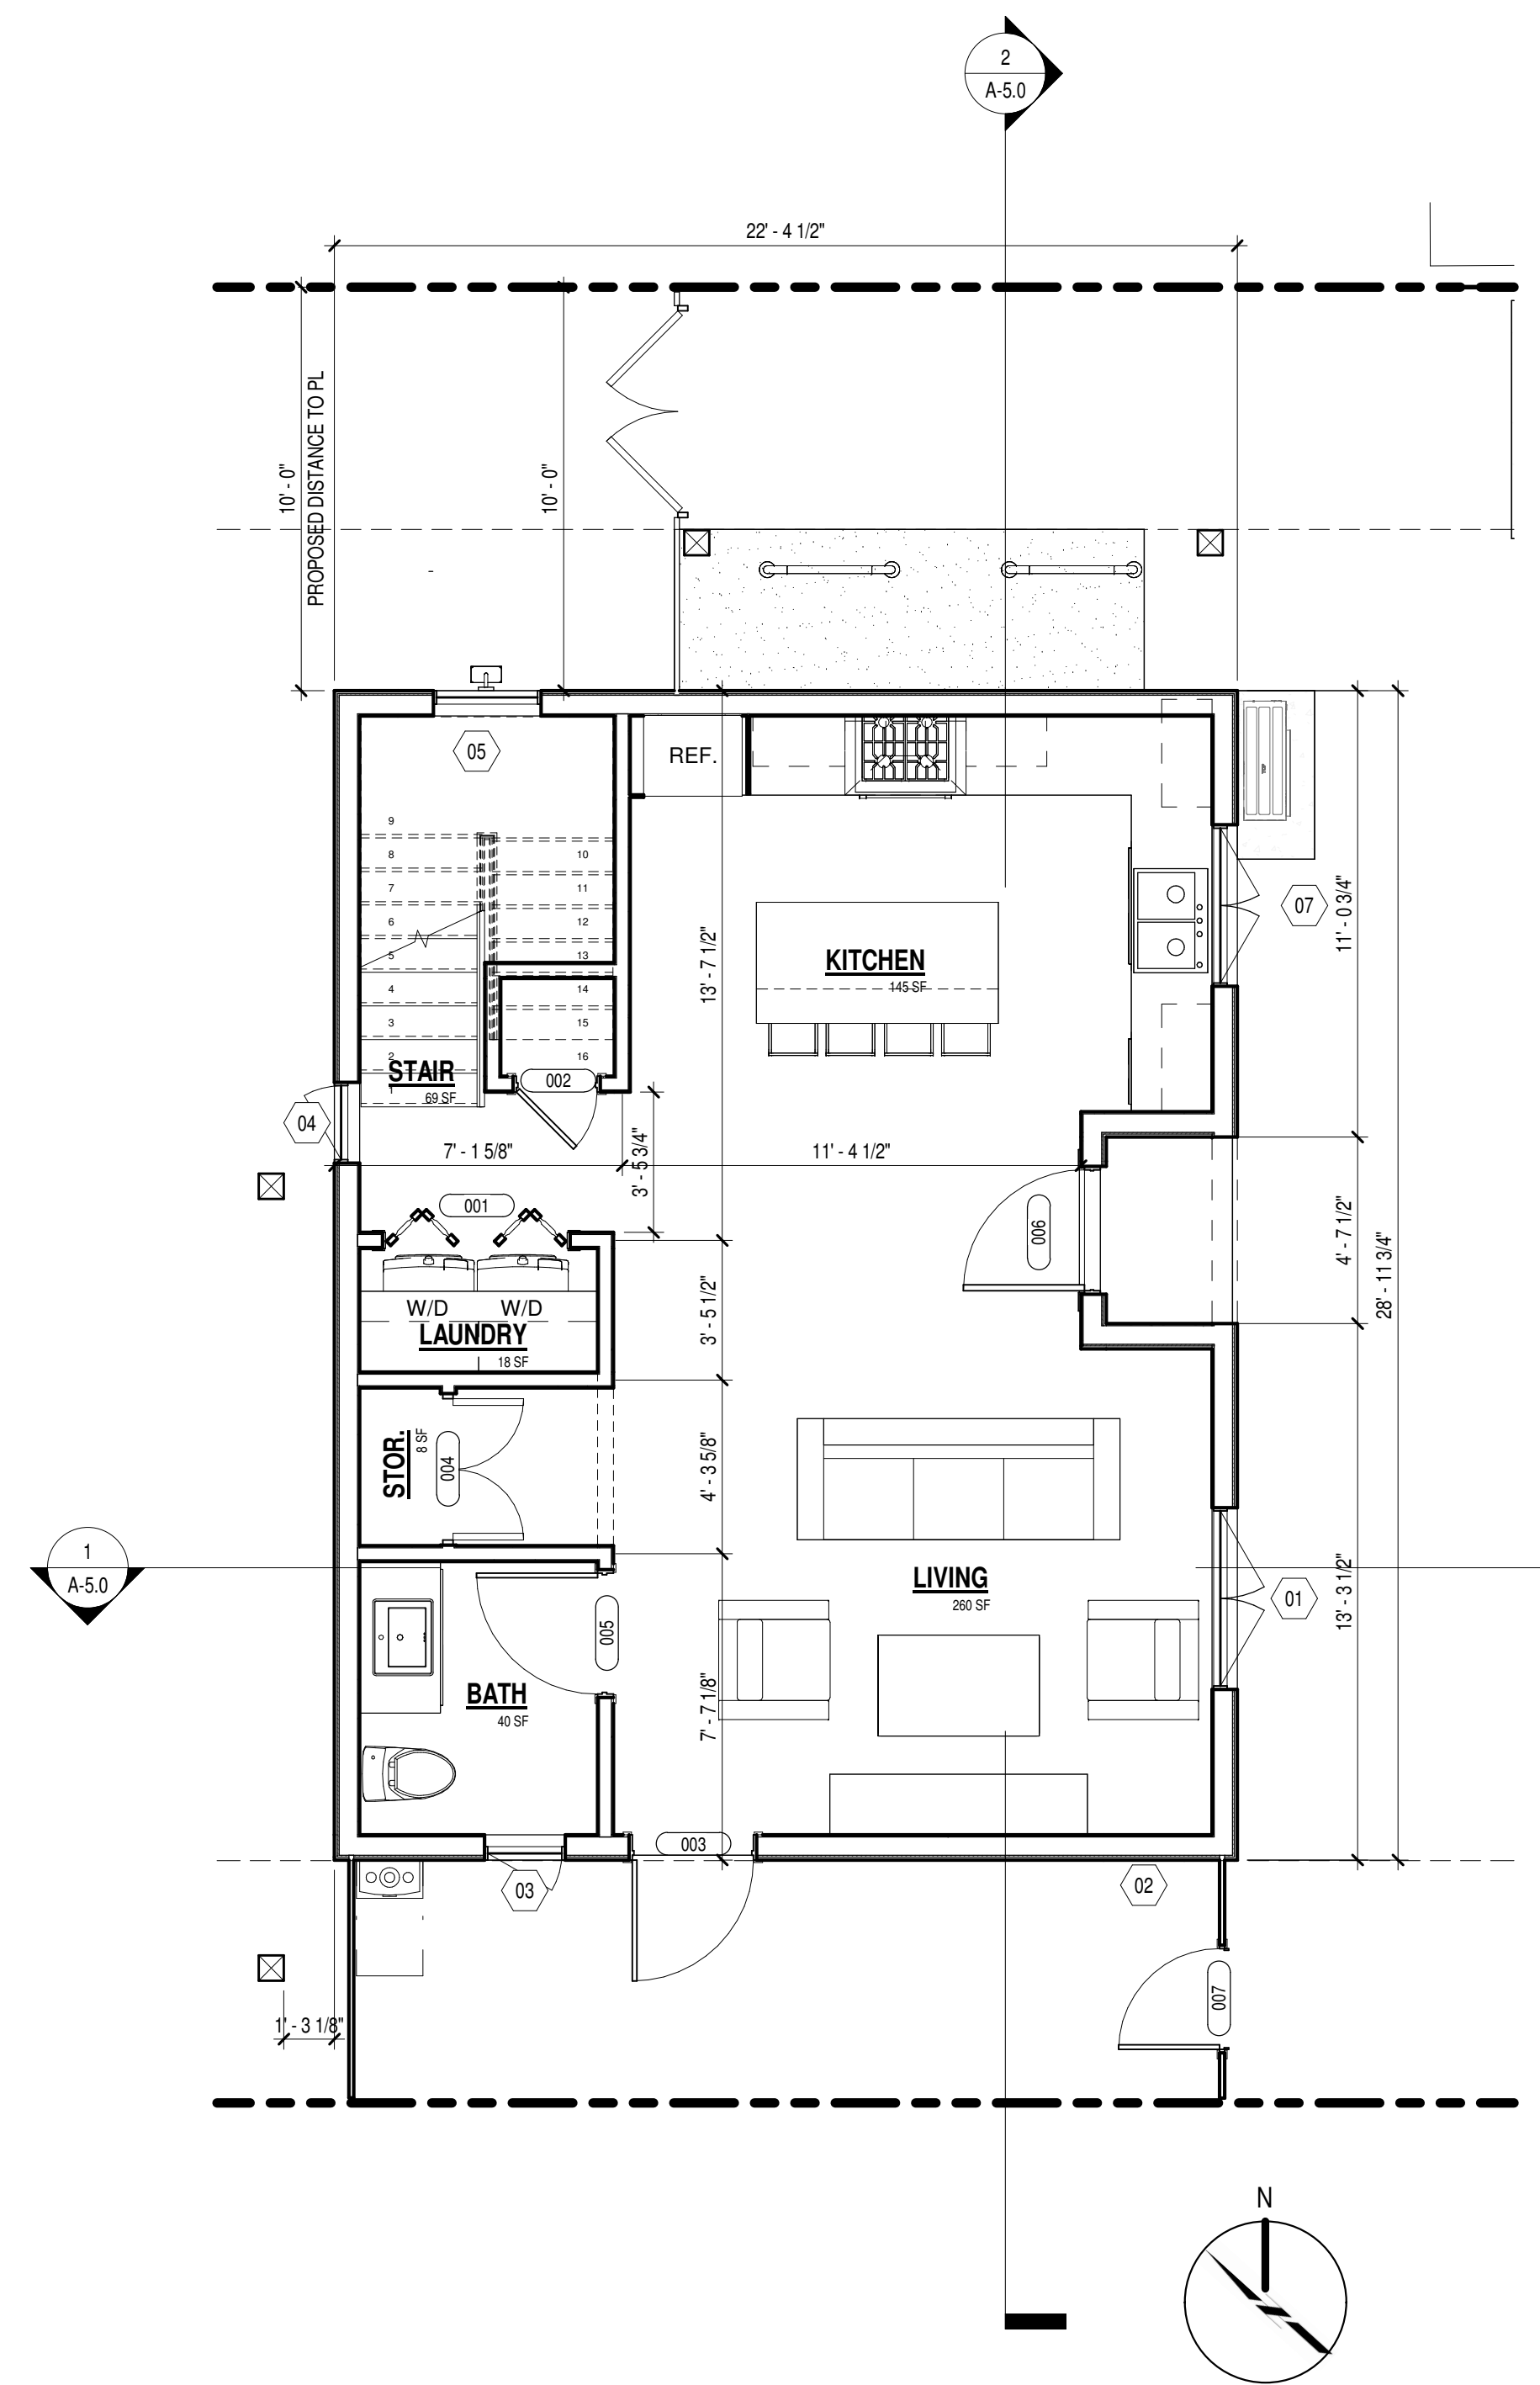 2
A-5.0
22' - 4 1/2"
10' - 0"
PROPOSED DISTANCE TO PL
10' - 0"
05
REF.
9
8
7
6
5
4
3
2
1
10
11
12
13
14
15
16
STAIR
69 SF
002
KITCHEN
145 SF
13' - 7 1/2"
07
11' - 0 3/4"
04
7' - 1 5/8"
3' - 5 3/4"
11' - 4 1/2"
001
006
4' - 7 1/2"
28' - 11 3/4"
W/D
W/D
LAUNDRY
18 SF
3' - 5 1/2"
STOR.
8 SF
004
4' - 3 5/8"
1
A-5.0
LIVING
260 SF
01
13' - 3 1/2"
005
BATH
40 SF
7' - 7 1/8"
003
03
02
007
1' - 3 1/8"
N